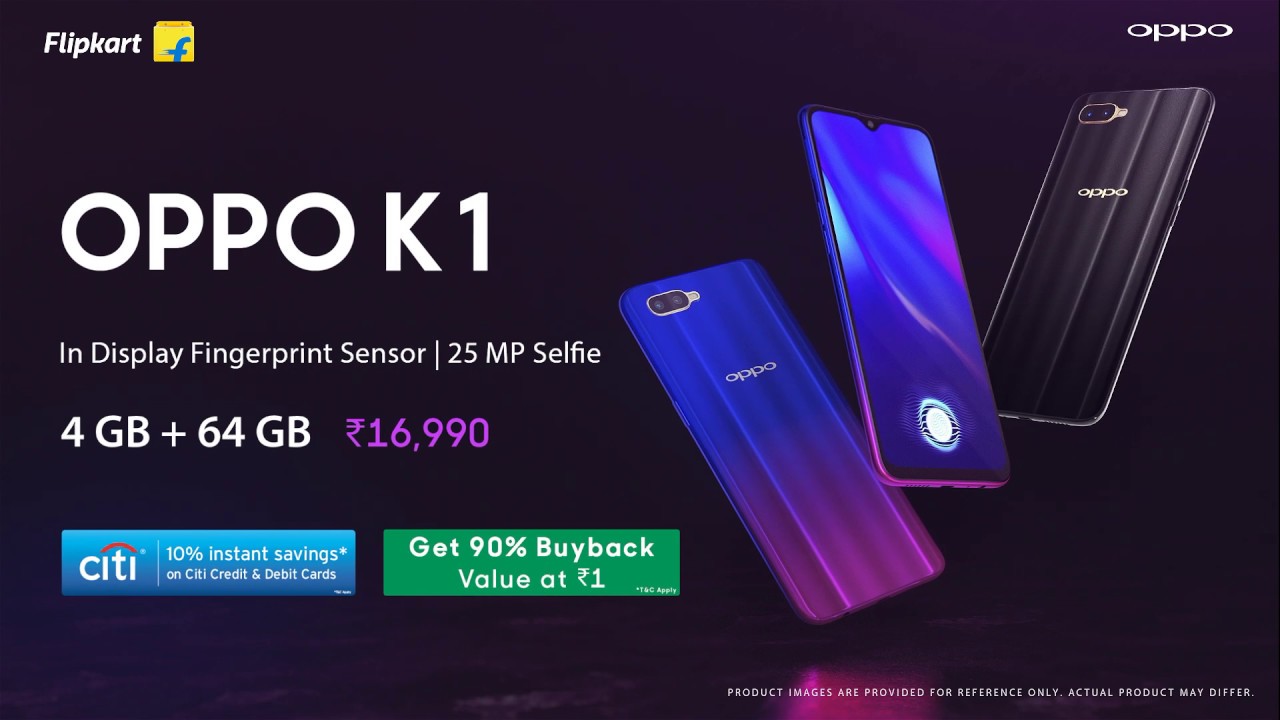 Flipkart
oppo
OPPO K1
In Display Fingerprint Sensor | 25 MP Selfie
4 GB + 64 GB ₹16,990
citi® 10% instant savings*
on Citi Credit & Debit Cards
Get 90% Buyback
Value at ₹1
*T&C Apply
oppo
oppo
PRODUCT IMAGES ARE PROVIDED FOR REFERENCE ONLY. ACTUAL PRODUCT MAY DIFFER.